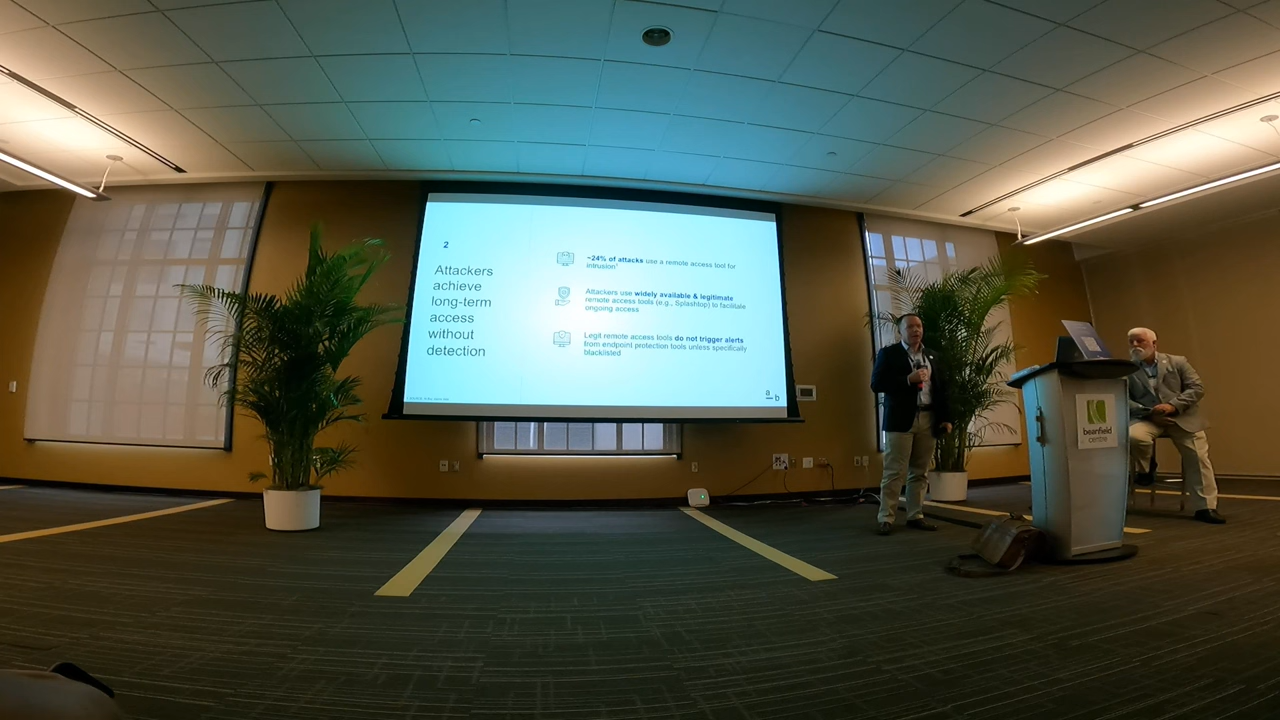 2
Attackers
achieve
long-term
access
without
detection
~24% of attacks use a remote access tool for
intrusion¹
Attackers use widely available & legitimate
remote access tools (e.g., Splashtop) to facilitate
ongoing access
Legit remote access tools do not trigger alerts
from endpoint protection tools unless specifically
blacklisted
a
b
beanfield
centre